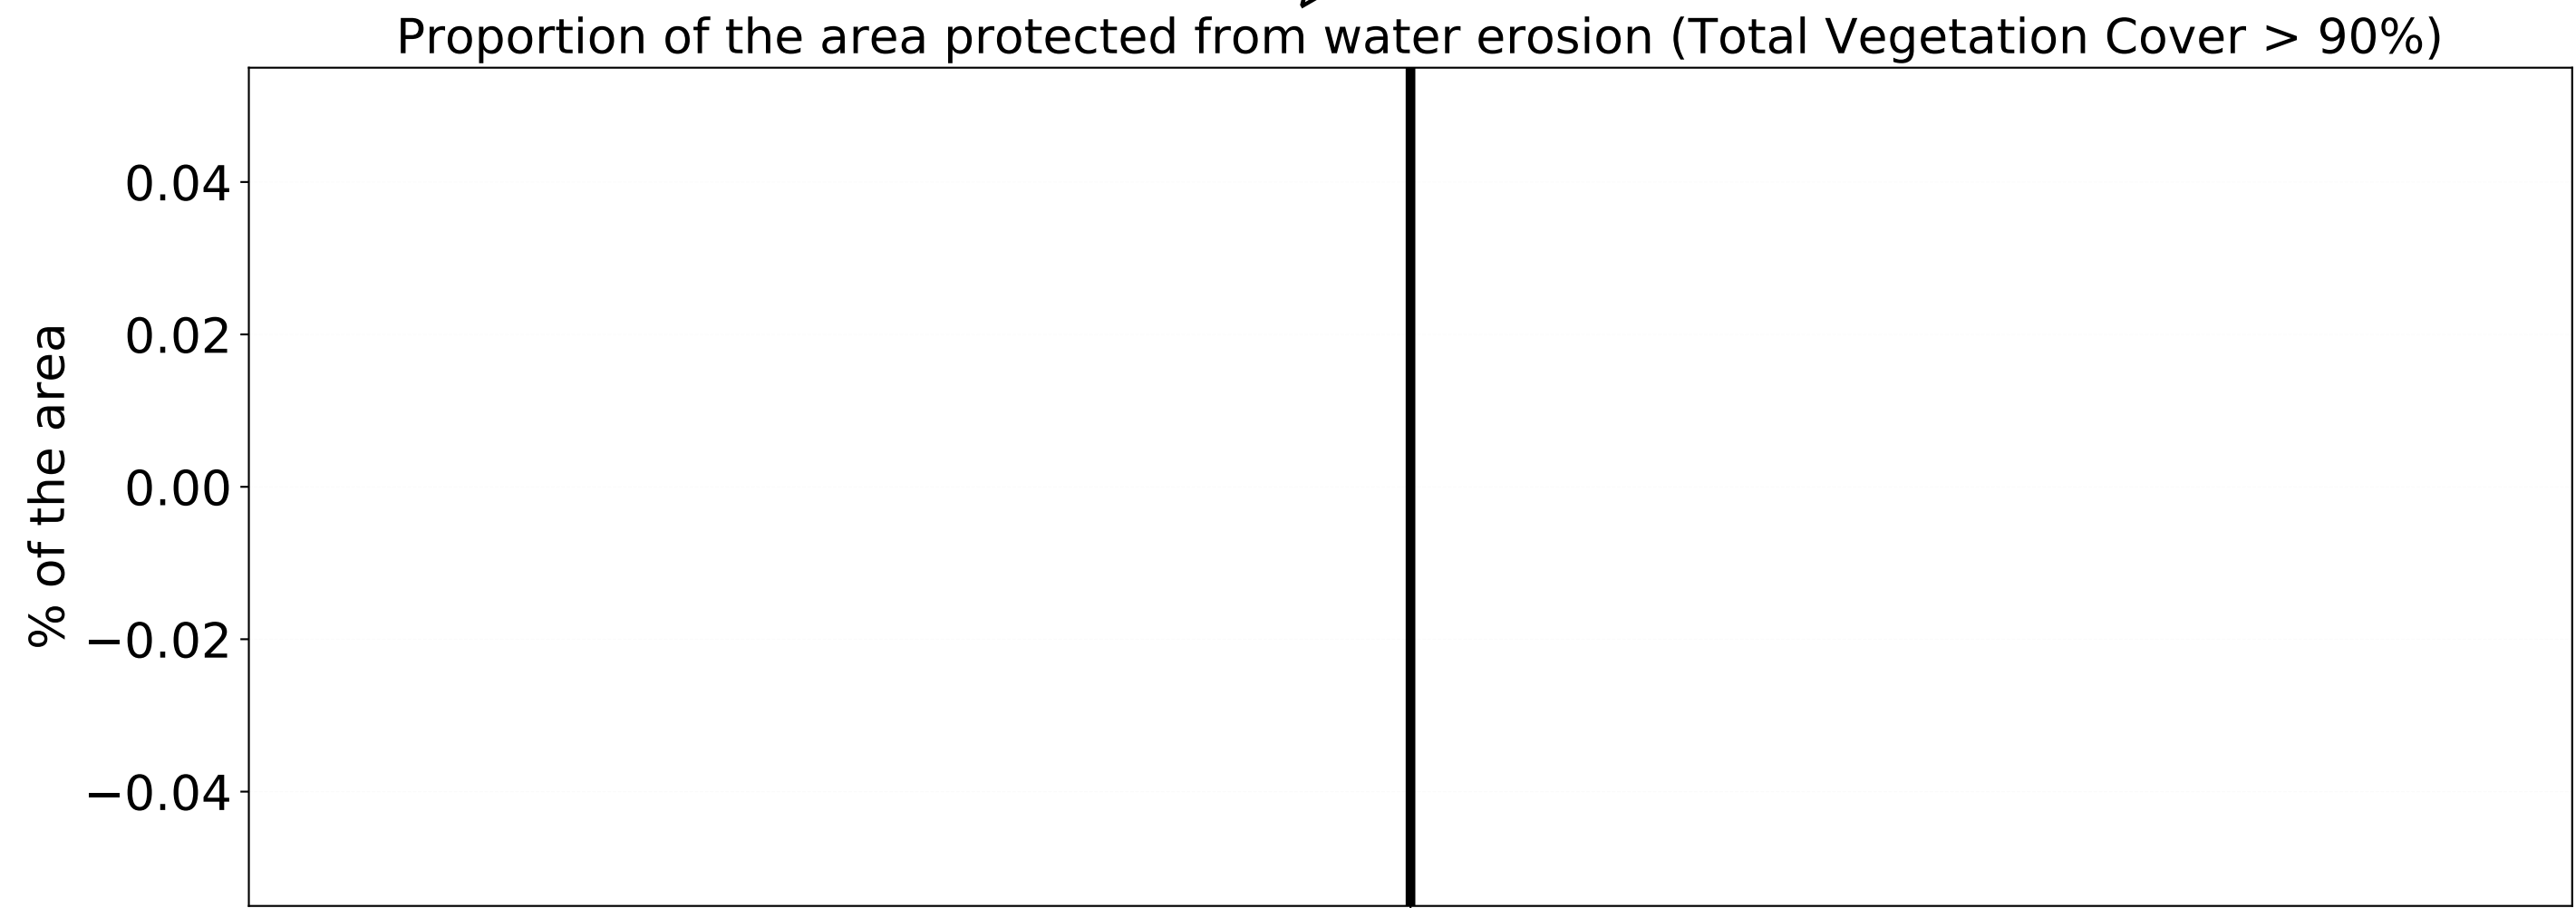 Proportion of the area protected from water erosion (Total Vegetation Cover > 90%)
% of the area
0.04
0.02
0.00
−0.02
−0.04